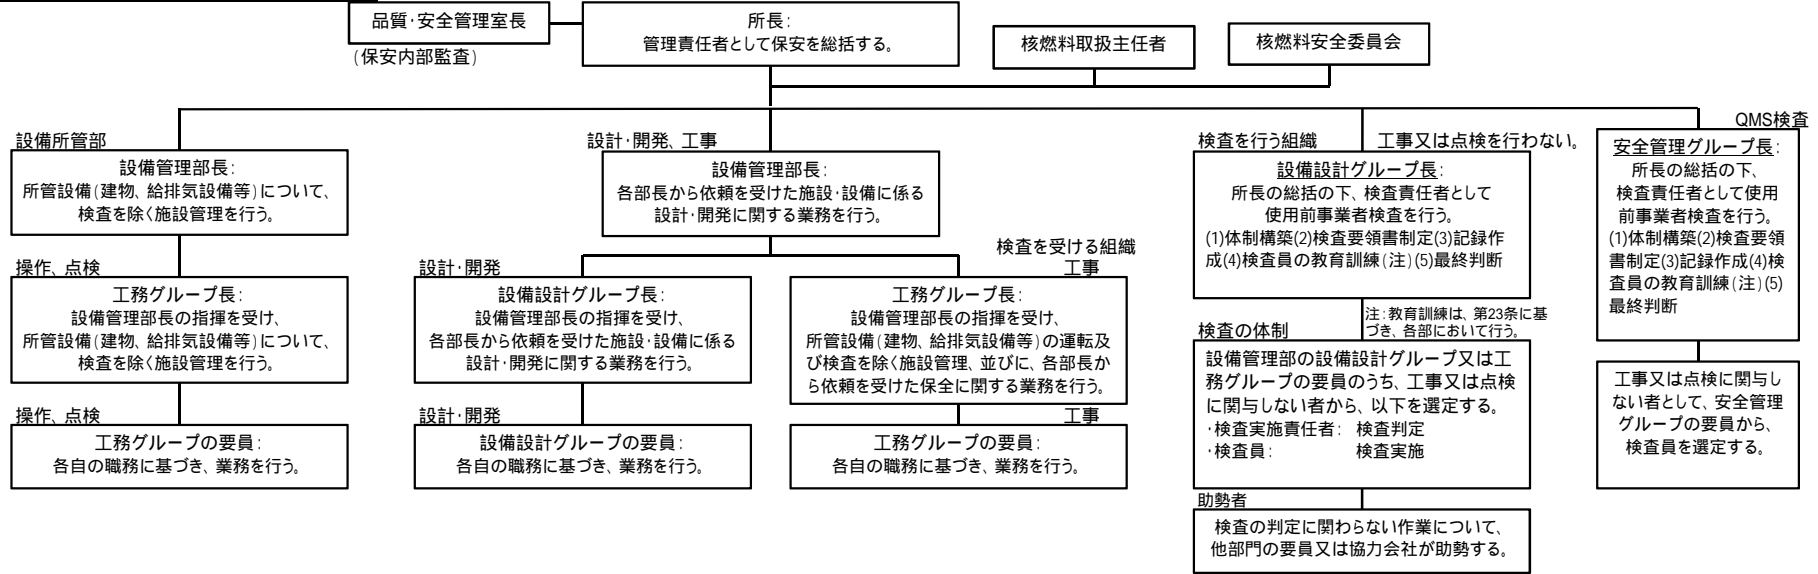 品質･安全管理室長
(保安内部監査)
所長:
管理責任者として保安を総括する。
核燃料取扱主任者
核燃料安全委員会
設備所管部
設備管理部長:
所管設備(建物、給排気設備等)について、
検査を除く施設管理を行う。
操作、点検
工務グループ長:
設備管理部長の指揮を受け、
所管設備(建物、給排気設備等)について、
検査を除く施設管理を行う。
操作、点検
工務グループの要員:
各自の職務に基づき、業務を行う。
設計･開発、工事
設備管理部長:
各部長から依頼を受けた施設･設備に係る
設計･開発に関する業務を行う。
設計･開発
設備設計グループ長:
設備管理部長の指揮を受け、
各部長から依頼を受けた施設･設備に係る
設計･開発に関する業務を行う。
設計･開発
設備設計グループの要員:
各自の職務に基づき、業務を行う。
検査を受ける組織
工事
工務グループ長:
設備管理部長の指揮を受け、
所管設備(建物、給排気設備等)の運転及
び検査を除く施設管理、並びに、各部長か
ら依頼を受けた保全に関する業務を行う。
工事
工務グループの要員:
各自の職務に基づき、業務を行う。
検査を行う組織
工事又は点検を行わない。
設備設計グループ長:
所長の総括の下、検査責任者として
使用前事業者検査を行う。
(1)体制構築(2)検査要領書制定(3)記録作
成(4)検査員の教育訓練(注)(5)最終判断
注:教育訓練は、第23条に基
づき、各部において行う。
検査の体制
設備管理部の設備設計グループ又は工
務グループの要員のうち、工事又は点検
に関与しない者から、以下を選定する。
･検査実施責任者: 検査判定
･検査員: 検査実施
助勢者
検査の判定に関わらない作業について、
他部門の要員又は協力会社が助勢する。
QMS検査
安全管理グループ長:
所長の総括の下、
検査責任者として使用
前事業者検査を行う。
(1)体制構築(2)検査要領
書制定(3)記録作成(4)検
査員の教育訓練(注)(5)
最終判断
工事又は点検に関与し
ない者として、安全管理
グループの要員から、
検査員を選定する。